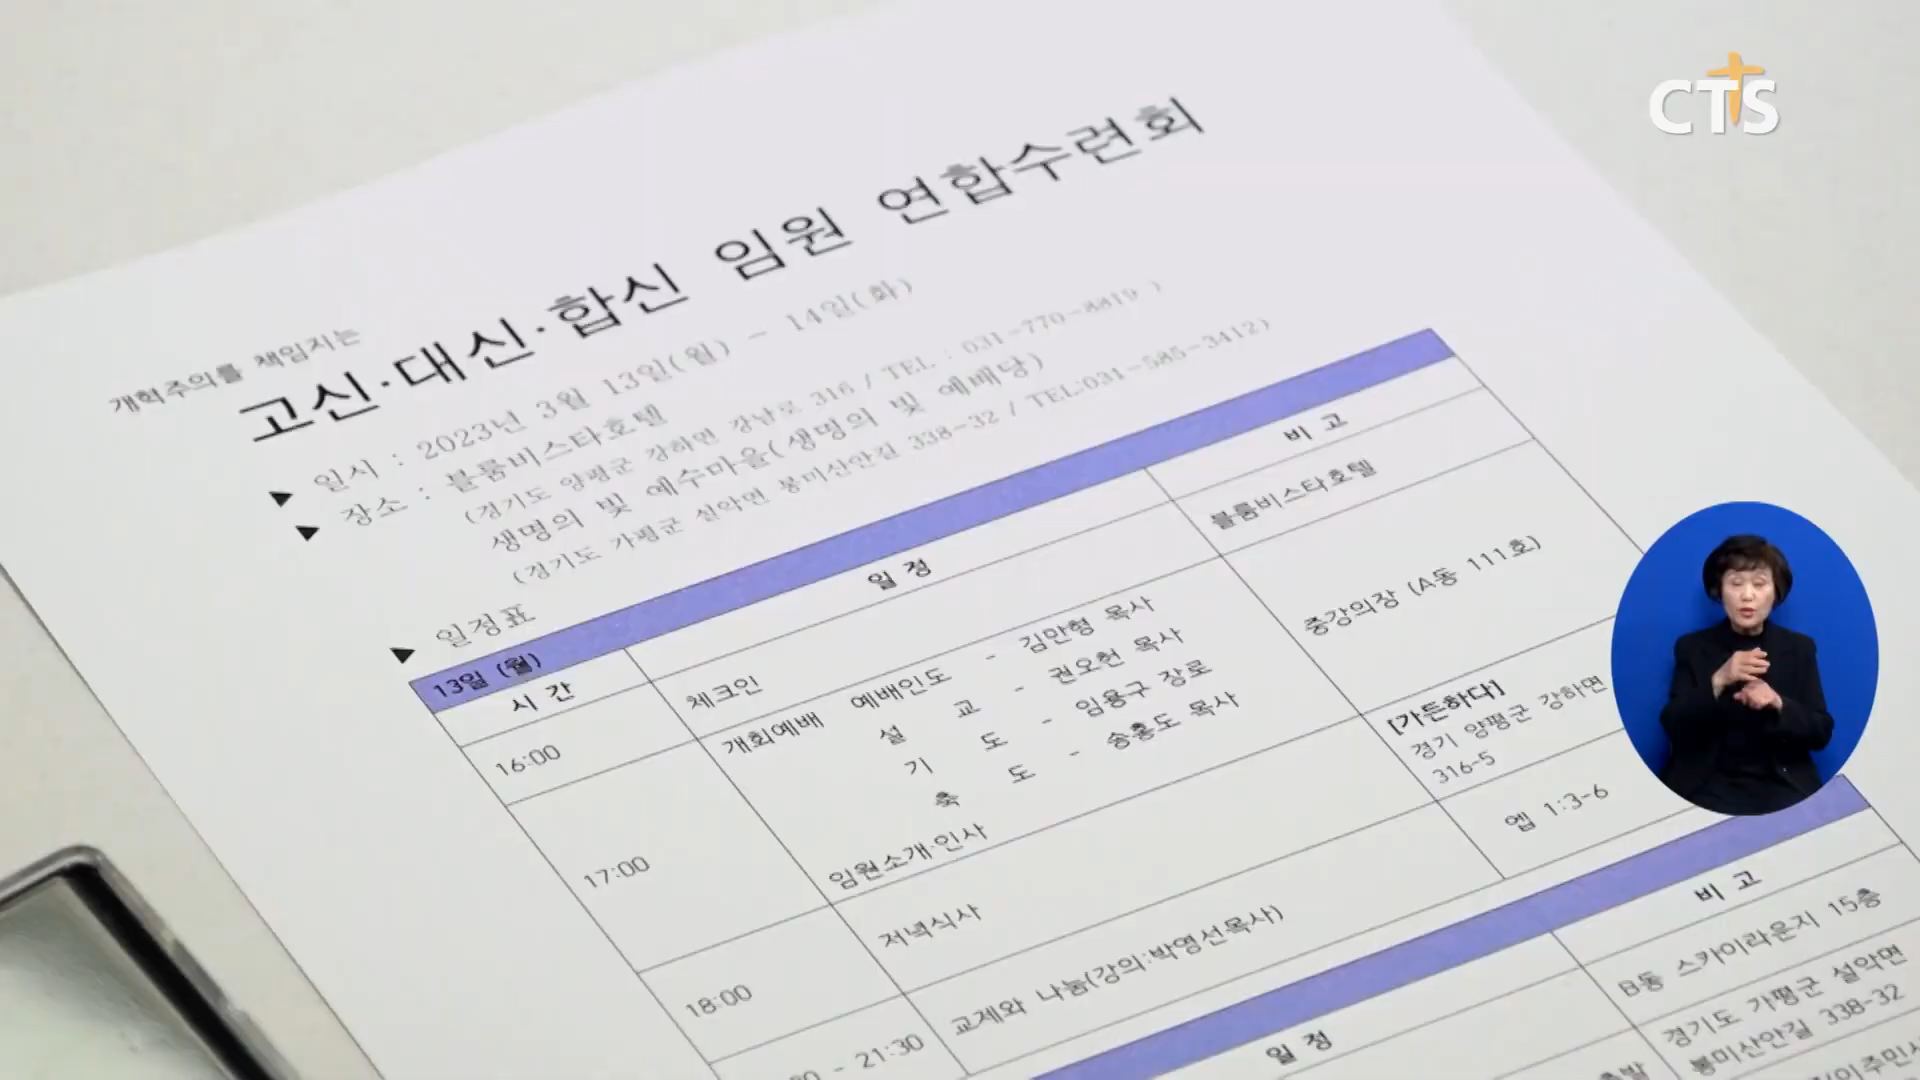 CTS
개혁주의를 책임지는
고신·대신·합신 임원 연합수련회
▶ 일시 : 2023년 3월 13일(월) - 14일(화)
▶ 장소 : 블룸비스타호텔
(경기도 양평군 강하면 강남로 316 / TEL : 031-770-8819 )
생명의 빛 예수마을(생명의 빛 예배당)
(경기도 가평군 설악면 봉미산안길 338-32 / TEL:031-585-3412)
▶ 일정표
13일 (월)
시 간 일 정 비 고
16:00 체크인 블룸비스타호텔
17:00 개회예배 예배인도 - 김만형 목사
설 교 - 권오헌 목사
기 도 - 임용구 장로
축 도 - 송홍도 목사
임원소개·인사
중강의장 (A동 111호)
18:00 저녁식사
[가든하다]
경기 양평군 강하면
316-5
- 21:30 교제와 나눔(강의:박영선목사) 엡 1:3-6
일 정 비 고
B동 스카이라운지 15층
경기도 가평군 설악면
봉미산안길 338-32
출발